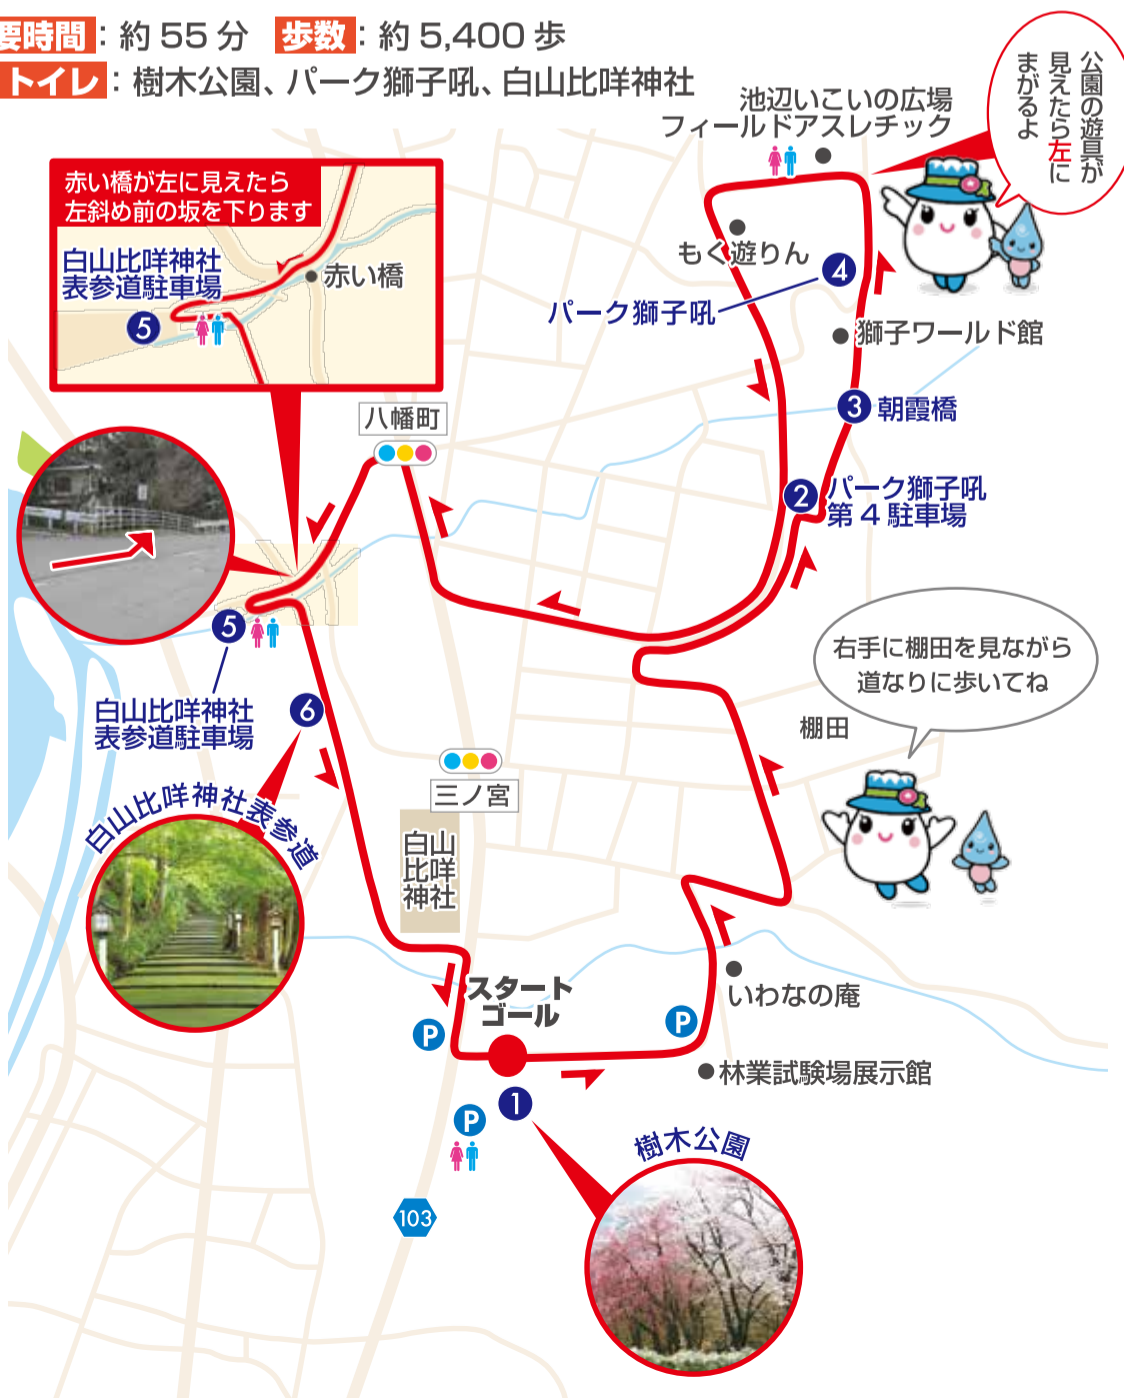 要時間：約 55 分　歩数：約 5,400 歩
トイレ：樹木公園、パーク獅子吼、白山比咩神社
公園の遊具が
見えたら左に
まがるよ
池辺いこいの広場
フィールドアスレチック
赤い橋が左に見えたら
左斜め前の坂を下ります
白山比咩神社
表参道駐車場
5
赤い橋
もく遊りん
4
パーク獅子吼
獅子ワールド館
3 朝霞橋
八幡町
2 パーク獅子吼
第 4 駐車場
5
白山比咩神社
表参道駐車場
6
右手に棚田を見ながら
道なりに歩いてね
棚田
三ノ宮
白山比咩神社表参道
白山
比咩
神社
スタート
ゴール
いわなの庵
P
P
林業試験場展示館
1
P
樹木公園
103